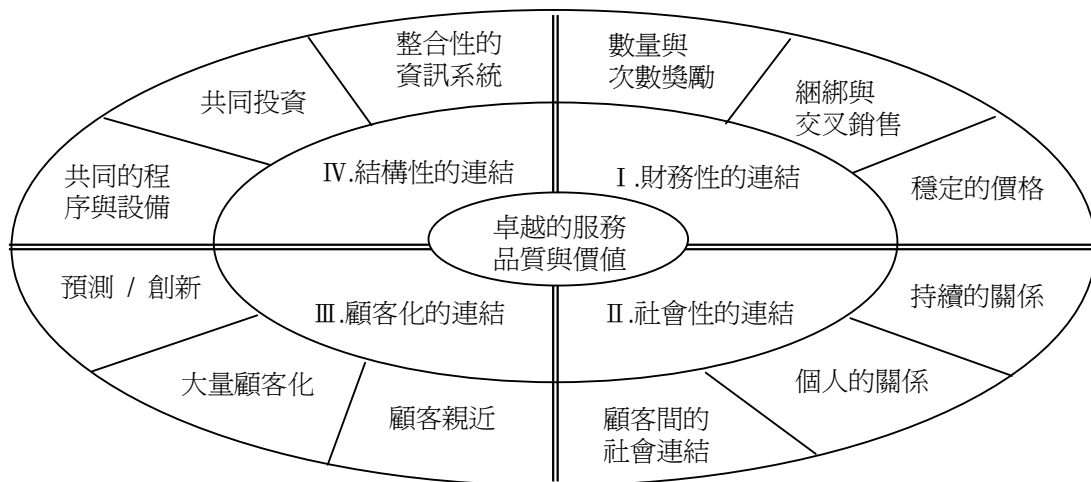 整合性的
資訊系統
數量與
次數獎勵
共同投資
綑綁與
交叉銷售
共同的程
序與設備
Ⅳ.結構性的連結
Ⅰ.財務性的連結
穩定的價格
卓越的服務
品質與價值
預測 / 創新
Ⅲ.顧客化的連結
Ⅱ.社會性的連結
持續的關係
大量顧客化
個人的關係
顧客親近
顧客間的
社會連結